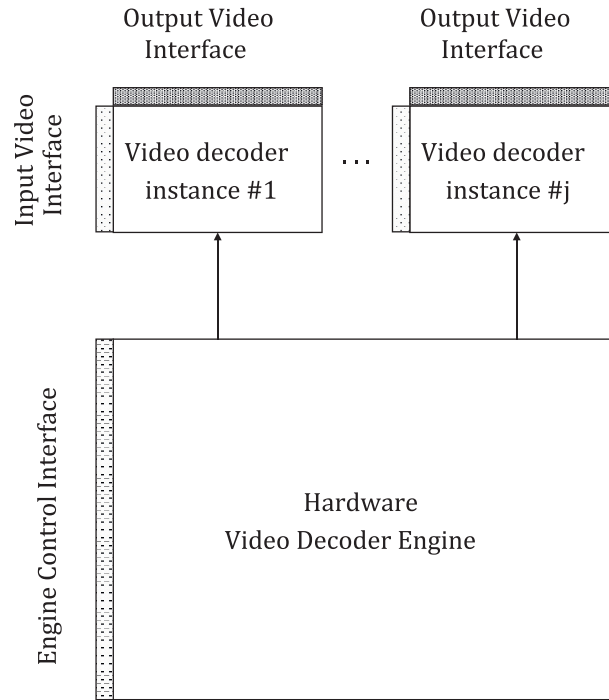 Output Video
Interface
Output Video
Interface
Input Video
Interface
Video decoder
instance #1
...
Video decoder
instance #j
Engine Control Interface
Hardware
Video Decoder Engine